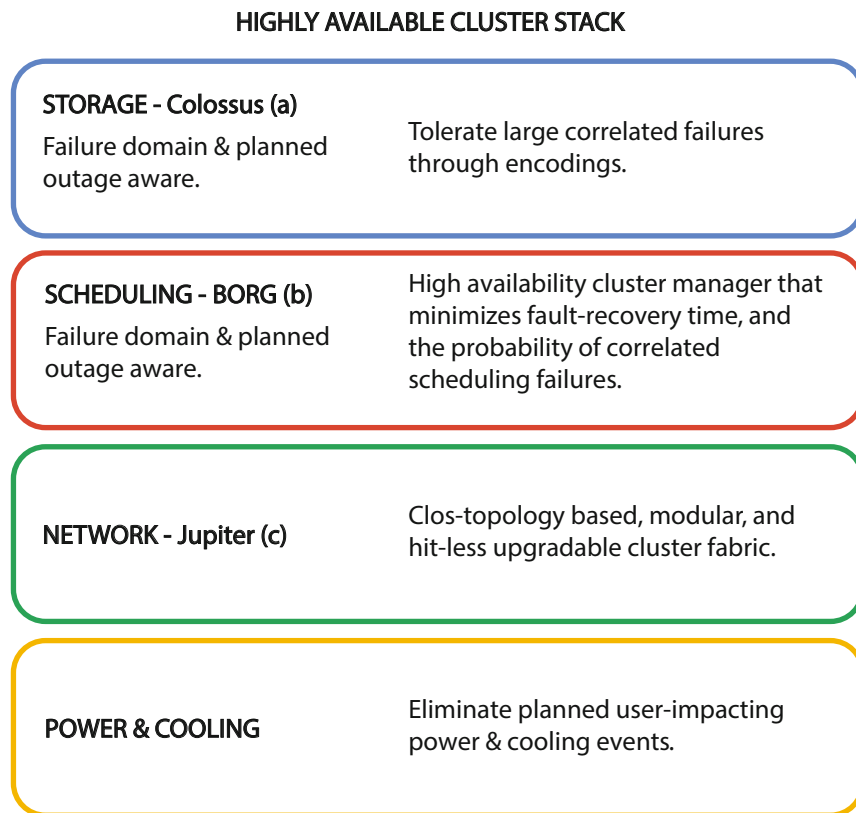 HIGHLY AVAILABLE CLUSTER STACK
STORAGE - Colossus (a)
Failure domain & planned
outage aware.
Tolerate large correlated failures
through encodings.
SCHEDULING - BORG (b)
Failure domain & planned
outage aware.
High availability cluster manager that
minimizes fault-recovery time, and
the probability of correlated
scheduling failures.
NETWORK - Jupiter (c)
Clos-topology based, modular, and
hit-less upgradable cluster fabric.
POWER & COOLING
Eliminate planned user-impacting
power & cooling events.